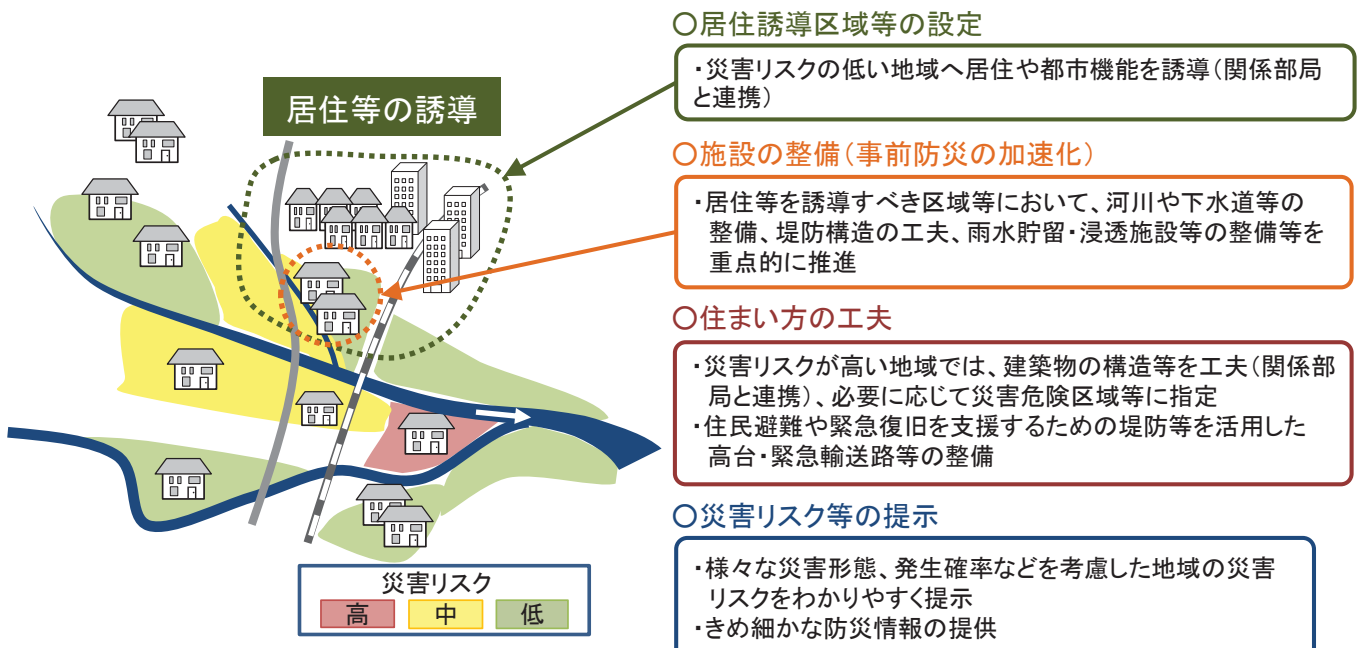 居住等の誘導
災害リスク
高 中 低
〇居住誘導区域等の設定
・災害リスクの低い地域へ居住や都市機能を誘導(関係部局
と連携)
〇施設の整備(事前防災の加速化)
・居住等を誘導すべき区域等において、河川や下水道等の
整備、堤防構造の工夫、雨水貯留・浸透施設等の整備等を
重点的に推進
〇住まい方の工夫
・災害リスクが高い地域では、建築物の構造等を工夫(関係部
局と連携)、必要に応じて災害危険区域等に指定
・住民避難や緊急復旧を支援するための堤防等を活用した
高台・緊急輸送路等の整備
〇災害リスク等の提示
・様々な災害形態、発生確率などを考慮した地域の災害
リスクをわかりやすく提示
・きめ細かな防災情報の提供